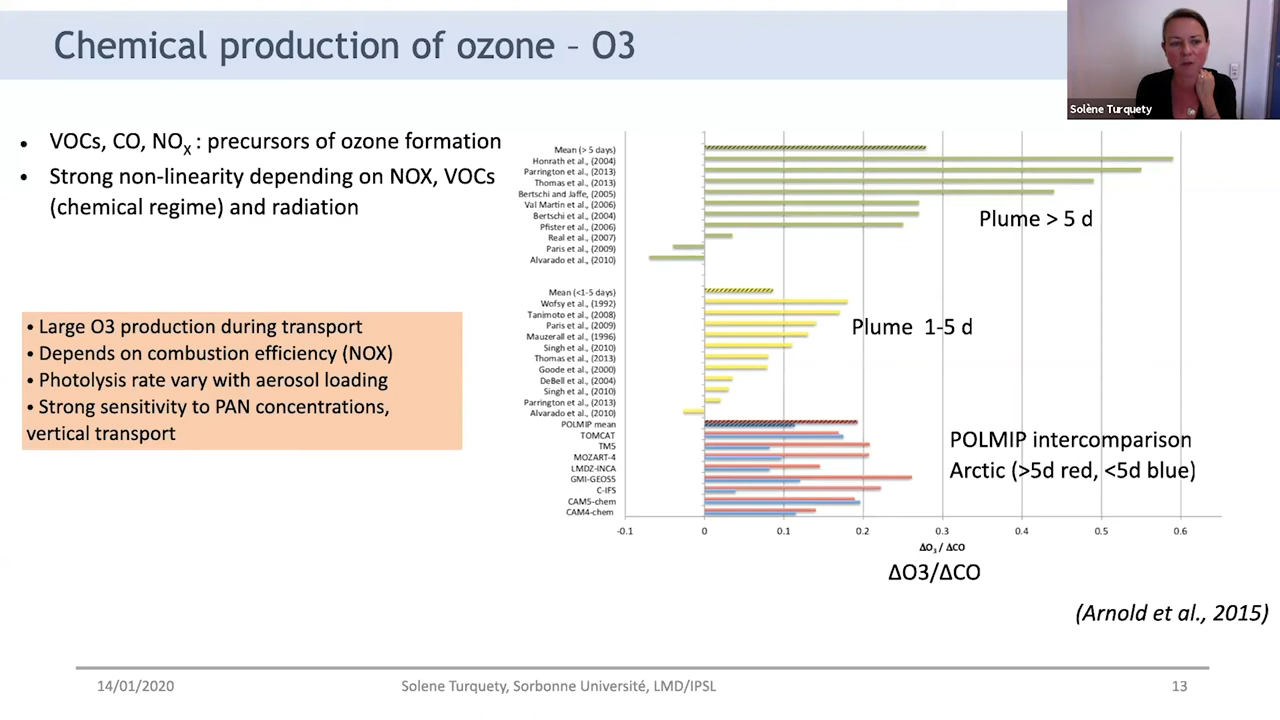 Chemical production of ozone – O3
Solène Turquety
• VOCs, CO, NOx : precursors of ozone formation
• Strong non-linearity depending on NOX, VOCs
(chemical regime) and radiation
• Large O3 production during transport
• Depends on combustion efficiency (NOX)
• Photolysis rate vary with aerosol loading
• Strong sensitivity to PAN concentrations,
vertical transport
Mean (> 5 days)
Honrath et al., (2004)
Parrington et al., (2013)
Thomas et al., (2013)
Bertschi and Jaffe, (2005)
Val Martin et al., (2006)
Bertschi et al., (2004)
Pfister et al., (2006)
Real et al., (2007)
Paris et al., (2009)
Alvarado et al., (2010)
Plume > 5 d
Mean (<1-5 days)
Wofsy et al., (1992)
Tanimoto et al., (2008)
Paris et al., (2009)
Mauzerall et al., (1996)
Singh et al., (2010)
Thomas et al., (2013)
Goode et al., (2000)
DeBell et al., (2004)
Singh et al., (2010)
Parrington et al., (2013)
Alvarado et al., (2010)
Plume 1-5 d
POLMIP mean
TOMCAT
TM5
MOZART-4
LMDZ-INCA
GMI-GEOS5
C-IFS
CAM5-chem
CAM4-chem
POLMIP intercomparison
Arctic (>5d red, <5d blue)
-0.1 0 0.1 0.2 0.3 0.4 0.5 0.6
ΔO3 / ΔCO
ΔO3/ΔCO
(Arnold et al., 2015)
14/01/2020
Solene Turquety, Sorbonne Université, LMD/IPSL
13